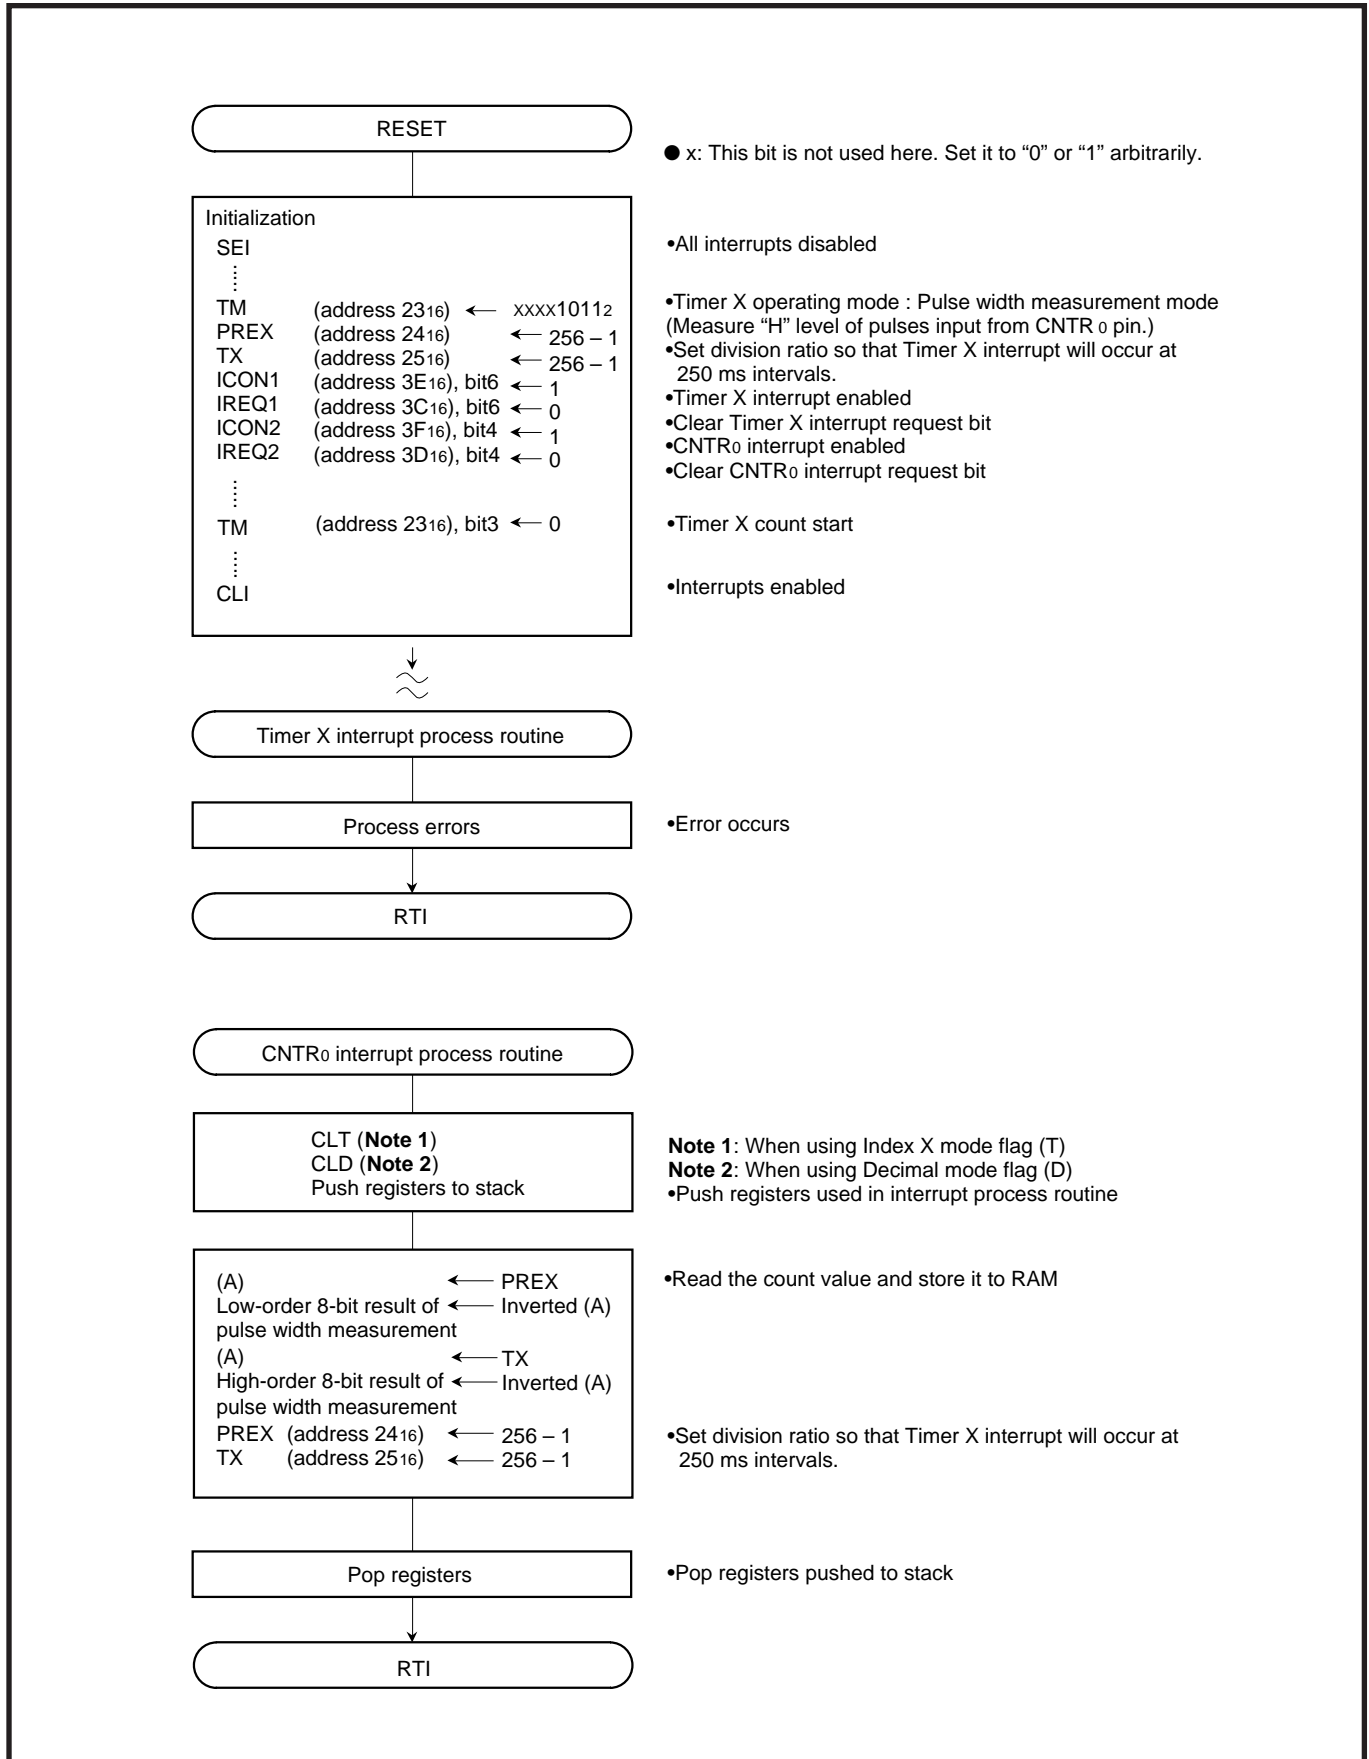 RESET
● x: This bit is not used here. Set it to “0” or “1” arbitrarily.
Initialization
SEI •All interrupts disabled
TM (address 2316) ← XXXX10112 •Timer X operating mode : Pulse width measurement mode
(Measure “H” level of pulses input from CNTR 0 pin.)
PREX (address 2416) ← 256 – 1
TX (address 2516) ← 256 – 1 •Set division ratio so that Timer X interrupt will occur at
250 ms intervals.
ICON1 (address 3E16), bit6 ← 1 •Timer X interrupt enabled
IREQ1 (address 3C16), bit6 ← 0 •Clear Timer X interrupt request bit
ICON2 (address 3F16), bit4 ← 1 •CNTR0 interrupt enabled
IREQ2 (address 3D16), bit4 ← 0 •Clear CNTR0 interrupt request bit
TM (address 2316), bit3 ← 0 •Timer X count start
CLI •Interrupts enabled
Timer X interrupt process routine
Process errors •Error occurs
RTI
CNTR0 interrupt process routine
CLT (Note 1) Note 1: When using Index X mode flag (T)
CLD (Note 2) Note 2: When using Decimal mode flag (D)
Push registers to stack •Push registers used in interrupt process routine
(A) ← PREX •Read the count value and store it to RAM
Low-order 8-bit result of ← Inverted (A)
pulse width measurement
(A) ← TX
High-order 8-bit result of ← Inverted (A)
pulse width measurement
PREX (address 2416) ← 256 – 1 •Set division ratio so that Timer X interrupt will occur at
TX (address 2516) ← 256 – 1 250 ms intervals.
Pop registers •Pop registers pushed to stack
RTI